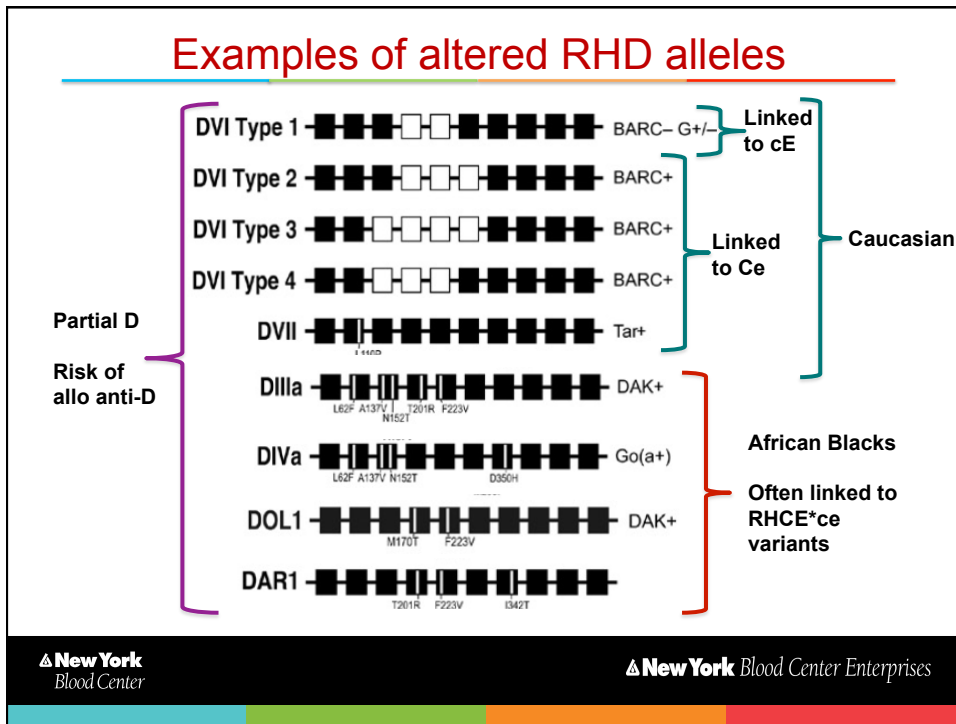 Examples of altered RHD alleles
DVI Type 1 BARC– G+/–
Linked
to cE
DVI Type 2 BARC+
DVI Type 3 BARC+
Linked
to Ce
Caucasian
DVI Type 4 BARC+
Partial D
Risk of
allo anti-D
DVII Tar+
DIIIa DAK+
L62F A137V T201R F223V
N152T
African Blacks
Often linked to
RHCE*ce
variants
DIVa Go(a+)
L62F A137V N152T D350H
DOL1 DAK+
M170T F223V
DAR1
T201R F223V I342T
New York
Blood Center
New York Blood Center Enterprises